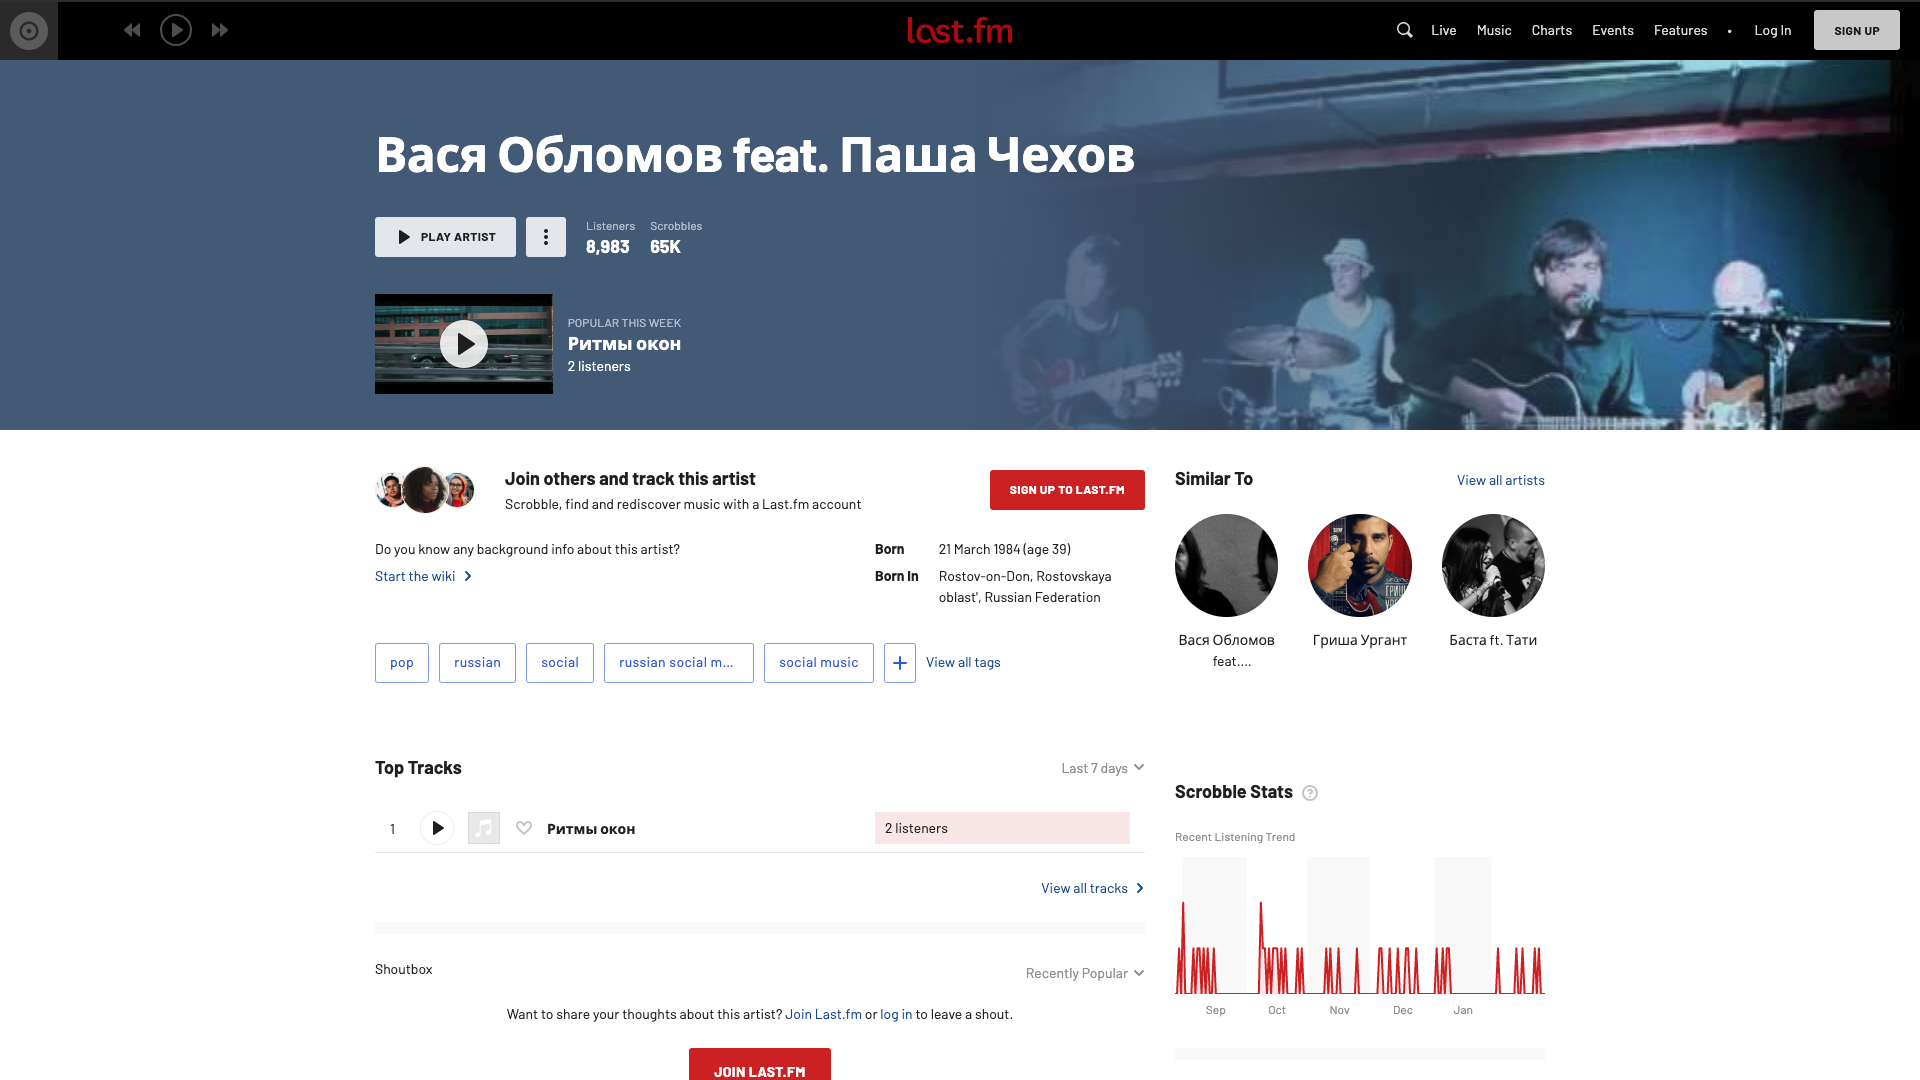 last.fm
Live
Music
Charts
Events
Features
•
Log In
SIGN UP
Вася Обломов feat. Паша Чехов
PLAY ARTIST
Listeners
8,983
Scrobbles
65K
POPULAR THIS WEEK
Ритмы окон
2 listeners
Join others and track this artist
Scrobble, find and rediscover music with a Last.fm account
SIGN UP TO LAST.FM
Do you know any background info about this artist?
Start the wiki
Born
21 March 1984 (age 39)
Born In
Rostov-on-Don, Rostovskaya
oblast', Russian Federation
pop
russian
social
russian social m...
social music
View all tags
Top Tracks
Last 7 days
1
Ритмы окон
2 listeners
View all tracks
Shoutbox
Recently Popular
Want to share your thoughts about this artist? Join Last.fm or log in to leave a shout.
JOIN LAST.FM
Similar To
View all artists
Вася Обломов
feat....
Гриша Ургант
Баста ft. Тати
Scrobble Stats
?
Recent Listening Trend
Sep
Oct
Nov
Dec
Jan